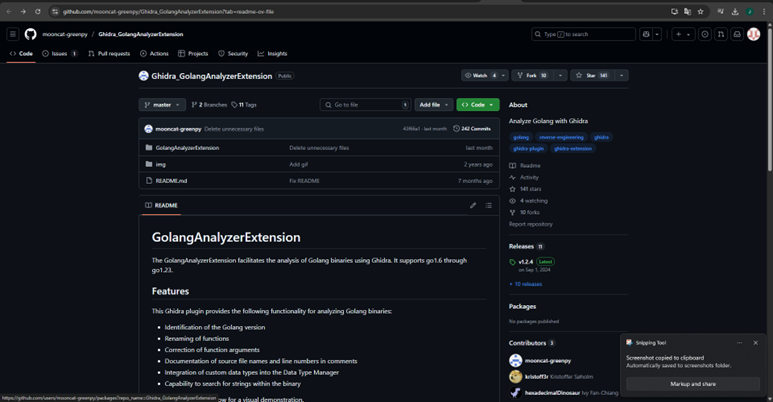 github.com/mooncat-greenpy/Ghidra_GolangAnalyzerExtension?tab=readme-ov-file
mooncat-greenpy / Ghidra_GolangAnalyzerExtension
Type / to search
Code
Issues 1
Pull requests
Actions
Projects
Security
Insights
Ghidra_GolangAnalyzerExtension Public
Watch 4
Fork 10
Star 141
master
2 Branches
11 Tags
Go to file
Add file
Code
mooncat-greenpy Delete unnecessary files
last month
242 Commits
GolangAnalyzerExtension Delete unnecessary files last month
img Add gif 2 years ago
README.md Fix README 7 months ago
README
GolangAnalyzerExtension
The GolangAnalyzerExtension facilitates the analysis of Golang binaries using Ghidra. It supports go1.6 through
go1.23.
Features
This Ghidra plugin provides the following functionality for analyzing Golang binaries:
Identification of the Golang version
Renaming of functions
Correction of function arguments
Documentation of source file names and line numbers in comments
Integration of custom data types into the Data Type Manager
Capability to search for strings within the binary
ow for a visual demonstration.
About
Analyze Golang with Ghidra
golang reverse-engineering ghidra
ghidra-plugin ghidra-extension
Readme
Activity
141 stars
4 watching
10 forks
Report repository
Releases 11
v1.2.4 Latest
on Sep 1, 2024
+ 10 releases
Packages
No packages published
Contributors 3
mooncat-greenpy
kristoff3r Kristoffer Søholm
hexadecimalDinosaur Ivy Fan-Chiang
Snipping Tool
Screenshot copied to clipboard
Automatically saved to screenshots folder.
Markup and share
https://github.com/users/mooncat-greenpy/packages?repo_name=Ghidra_GolangAnalyzerExtension